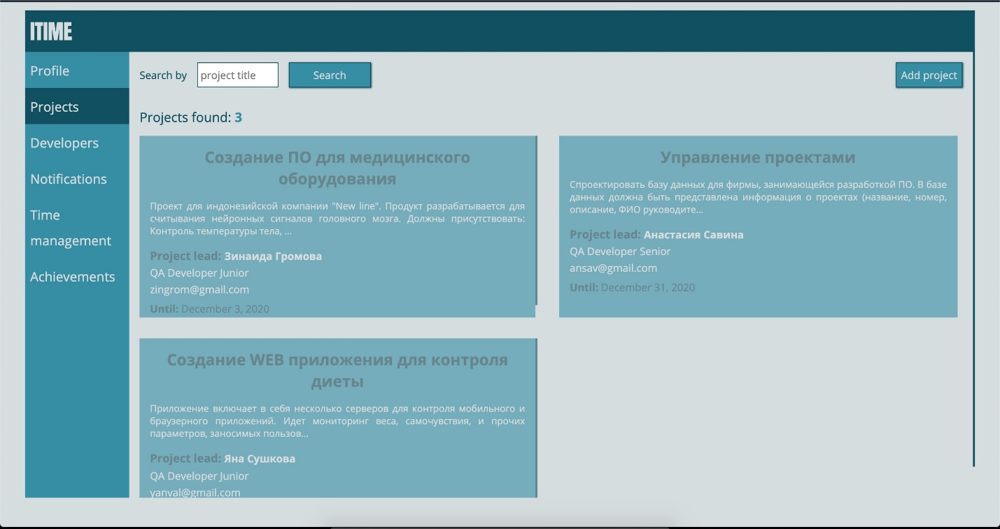 ITIME
Profile
Projects
Developers
Notifications
Time
management
Achievements
Search by
project title
Search
Add project
Projects found: 3
Создание ПО для медицинского
оборудования
Проект для индонезийской компании "New line". Продукт разрабатывается для
считывания нейронных сигналов головного мозга. Должны присутствовать:
Контроль температуры тела, ...
Project lead: Зинаида Громова
QA Developer Junior
zingrom@gmail.com
Until: December 3, 2020
Управление проектами
Спроектировать базу данных для фирмы, занимающейся разработкой ПО. В базе
данных должна быть представлена информация о проектах (название, номер,
описание, ФИО руководите...
Project lead: Анастасия Савина
QA Developer Senior
ansav@gmail.com
Until: December 31, 2020
Создание WEB приложения для контроля
диеты
Приложение включает в себя несколько серверов для контроля мобильного и
браузерного приложений. Идет мониторинг веса, самочувствия, и прочих
параметров, заносимых пользов...
Project lead: Яна Сушкова
QA Developer Junior
yanval@gmail.com